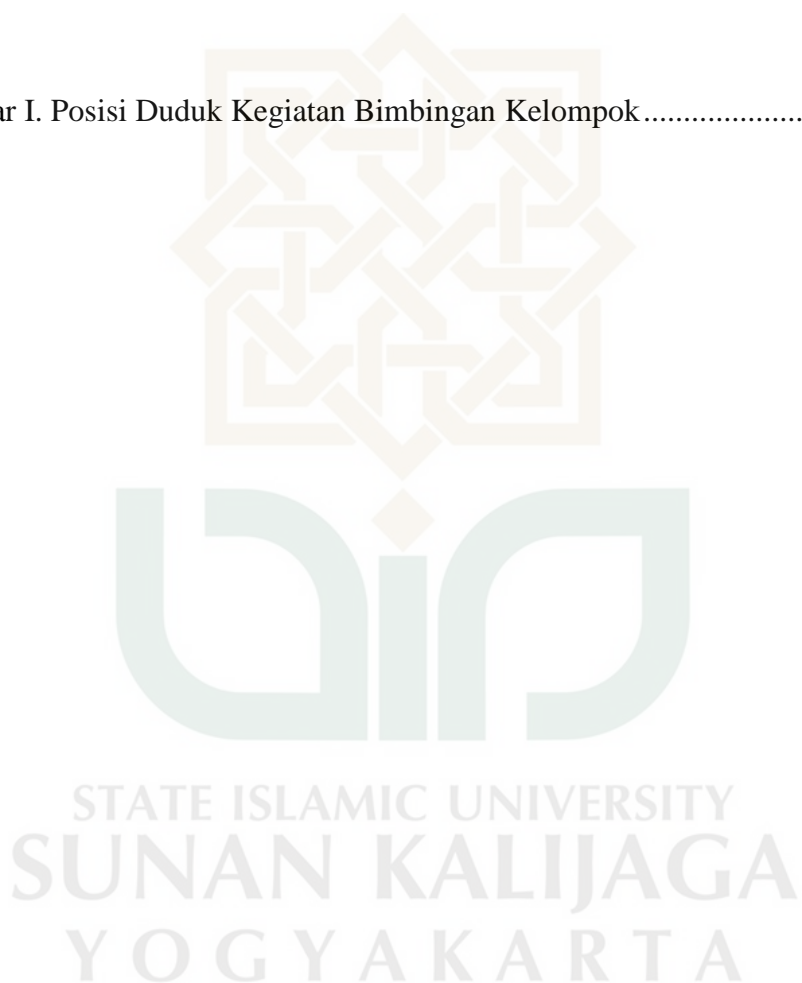 ar I. Posisi Duduk Kegiatan Bimbingan Kelompok....................
STATE ISLAMIC UNIVERSITY
SUNAN KALIJAGA
YOGYAKARTA